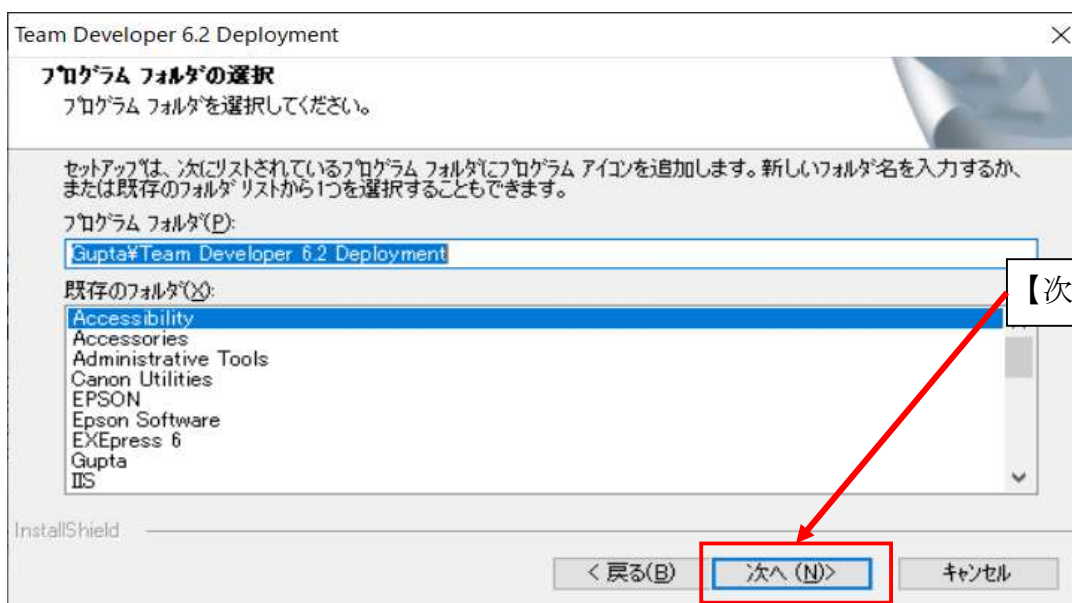 Team Developer 6.2 Deployment
プログラム フォルダの選択
プログラム フォルダを選択してください。
セットアップは、次にリストされているプログラム フォルダにプログラム アイコンを追加します。新しいフォルダ名を入力するか、
または既存のフォルダ リストから1つを選択することもできます。
プログラム フォルダ(P):
Gupta¥Team Developer 6.2 Deployment
既存のフォルダ(X):
【次
Accessibility
Accessories
Administrative Tools
Canon Utilities
EPSON
Epson Software
EXEpress 6
Gupta
IIS
InstallShield
< 戻る(B)
次へ (N)>
キャンセル